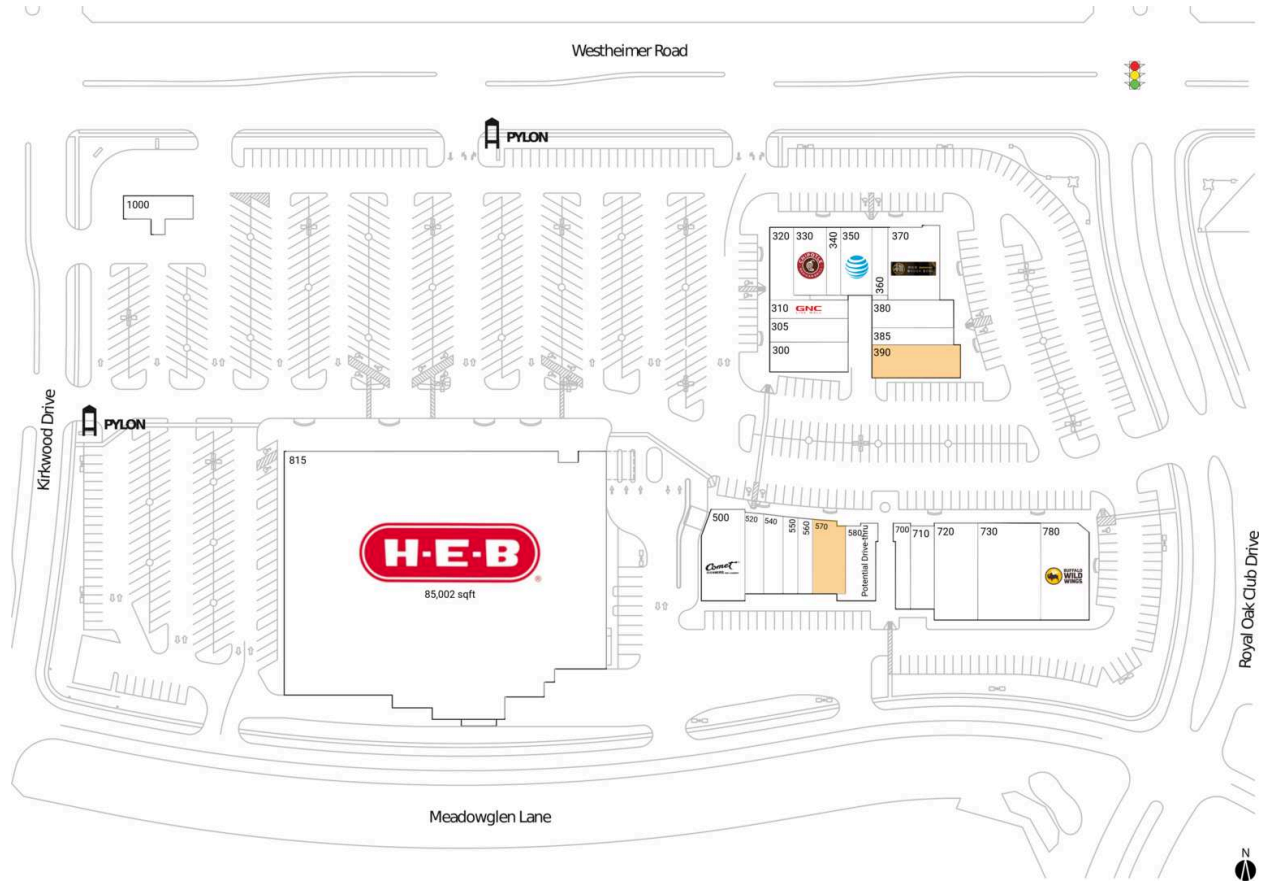 Westheimer Road
PYLON
1000
320
330
340
350
370
CHIPOTLE
360
310
GNC
380
305
385
300
390
Kirkwood Drive
PYLON
815
H-E-B
85,002 sqft
500
520
540
550
560
570
580
Potential Drive-thru
700
710
720
730
780
Comet
BUFFALO
WILD
WINGS
Royal Oak Club Drive
Meadowglen Lane
N